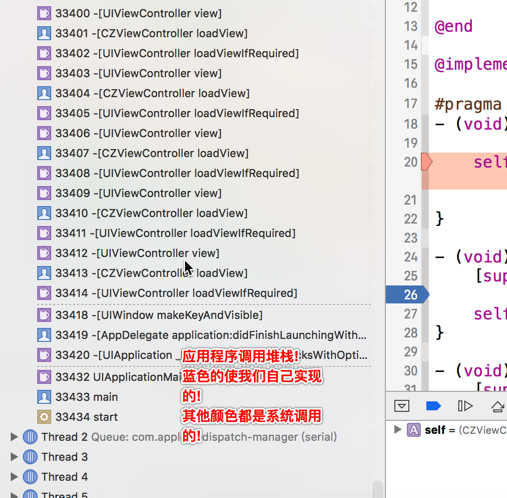 33400 -[UIViewController view]
33401 -[CZViewController loadView]
33402 -[UIViewController loadViewIfRequired]
33403 -[UIViewController view]
33404 -[CZViewController loadView]
33405 -[UIViewController loadViewIfRequired]
33406 -[UIViewController view]
33407 -[CZViewController loadView]
33408 -[UIViewController loadViewIfRequired]
33409 -[UIViewController view]
33410 -[CZViewController loadView]
33411 -[UIViewController loadViewIfRequired]
33412 -[UIViewController view]
33413 -[CZViewController loadView]
33414 -[UIViewController loadViewIfRequired]
33418 -[UIWindow makeKeyAndVisible]
33419 -[AppDelegate application:didFinishLaunchingWith...
33420 -[UIApplication _ cksWithOpti...
33432 UIApplicationMai
33433 main
33434 start
应用程序调用堆栈!
蓝色的使我们自己实现
的!
其他颜色都是系统调用
的!
Thread 2 Queue: com.appl dispatch-manager (serial)
Thread 3
Thread 4
Thread 5
12
13 @end
14
15 @impleme
16
17 #pragma
18 - (void)
19
20 self
21
22 }
23
24 - (void)
25 [sup
26
27 self
28 }
29
30 - (void)
31 [sup
A self = (CZViewC